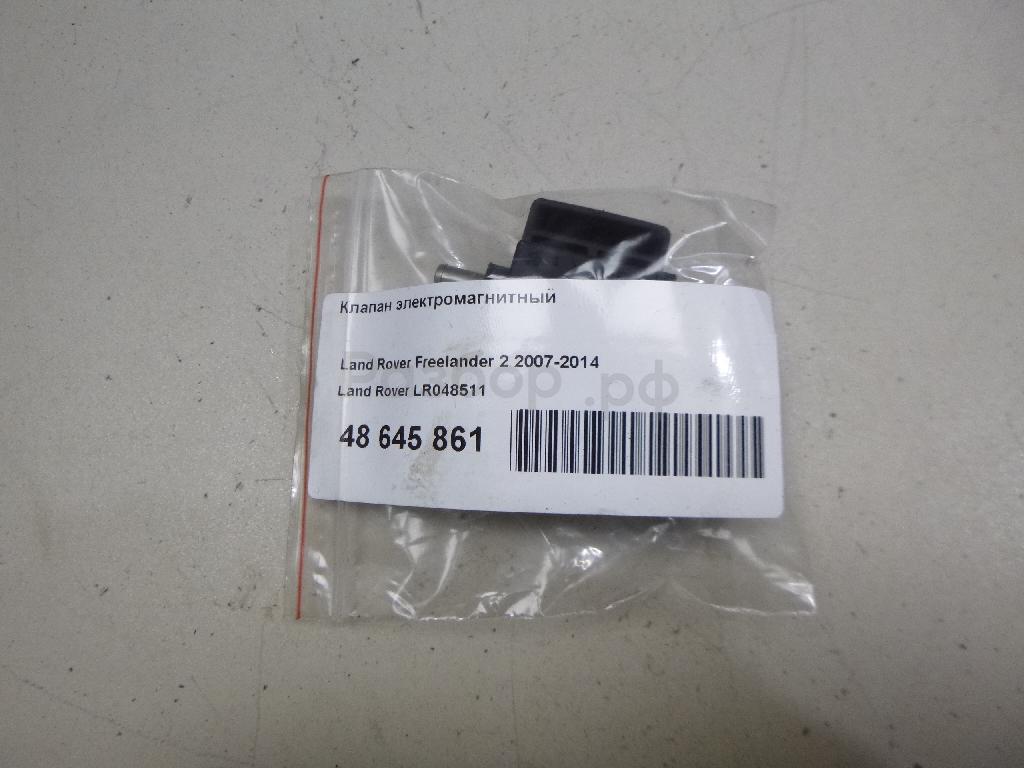 Клапан электромагнитный
Land Rover Freelander 2 2007-2014
Land Rover LR048511
48 645 861